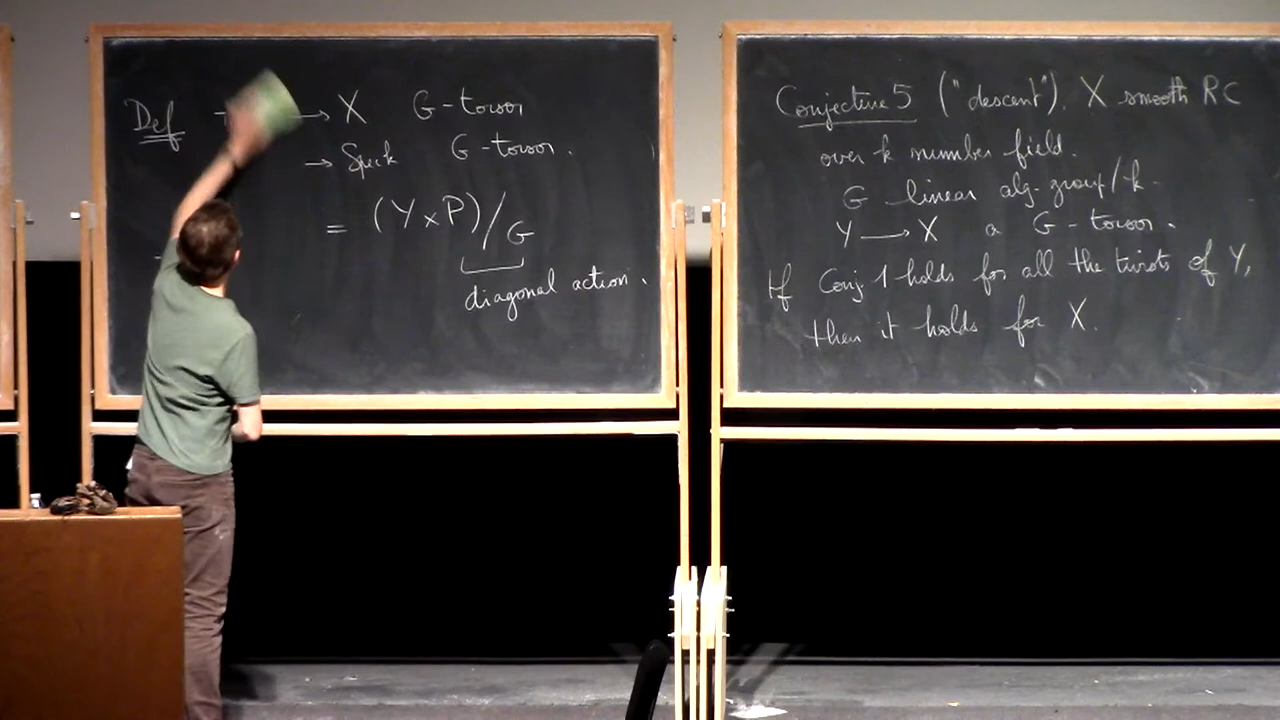 Def → X G-torsor
→ Spec k G-torsor.
= (Y × P)/G
diagonal action.
Conjecture 5 ("descent"). X smooth RC
over k number field.
G linear alg. group/k.
Y → X a G-torsor.
If Conj. 1 holds for all the twists of Y,
then it holds for X.